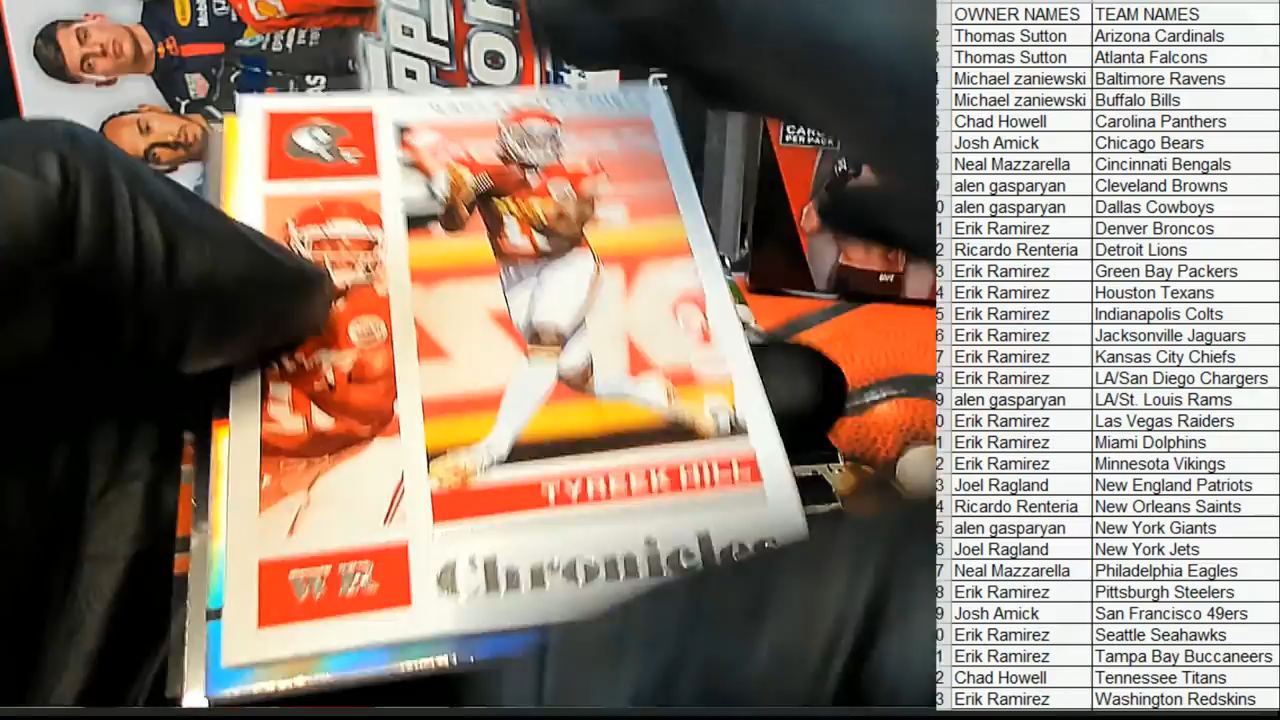 OWNER NAMES TEAM NAMES
Thomas Sutton Arizona Cardinals
Thomas Sutton Atlanta Falcons
Michael zaniewski Baltimore Ravens
Michael zaniewski Buffalo Bills
Chad Howell Carolina Panthers
Josh Amick Chicago Bears
Neal Mazzarella Cincinnati Bengals
alen gasparyan Cleveland Browns
alen gasparyan Dallas Cowboys
Erik Ramirez Denver Broncos
Ricardo Renteria Detroit Lions
Erik Ramirez Green Bay Packers
Erik Ramirez Houston Texans
Erik Ramirez Indianapolis Colts
Erik Ramirez Jacksonville Jaguars
Erik Ramirez Kansas City Chiefs
Erik Ramirez LA/San Diego Chargers
alen gasparyan LA/St. Louis Rams
Erik Ramirez Las Vegas Raiders
Erik Ramirez Miami Dolphins
Erik Ramirez Minnesota Vikings
Joel Ragland New England Patriots
Ricardo Renteria New Orleans Saints
alen gasparyan New York Giants
Joel Ragland New York Jets
Neal Mazzarella Philadelphia Eagles
Erik Ramirez Pittsburgh Steelers
Josh Amick San Francisco 49ers
Erik Ramirez Seattle Seahawks
Erik Ramirez Tampa Bay Buccaneers
Chad Howell Tennessee Titans
Erik Ramirez Washington Redskins
TYREEK HILL
Chronicles
WR
PER PACK